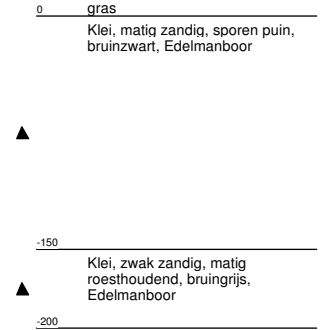 0 gras
Klei, matig zandig, sporen puin,
bruinzwart, Edelmanboor
-150
Klei, zwak zandig, matig
roesthoudend, bruingrijs,
Edelmanboor
-200